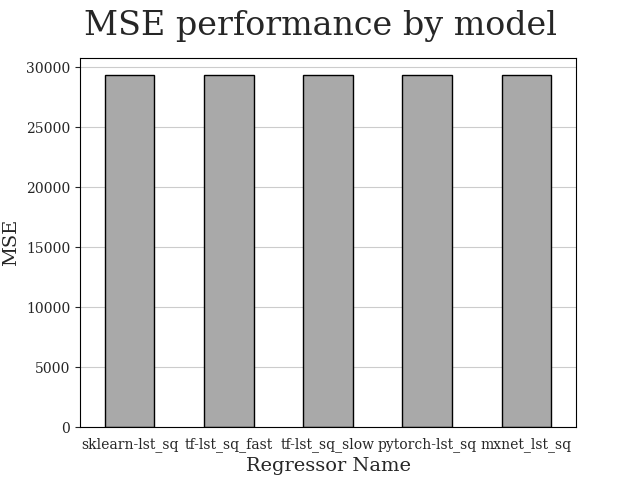 MSE performance by model
30000
25000
20000
15000
10000
5000
0
MSE
sklearn-lst_sq tf-lst_sq_fast tf-lst_sq_slow pytorch-lst_sq mxnet_lst_sq
Regressor Name